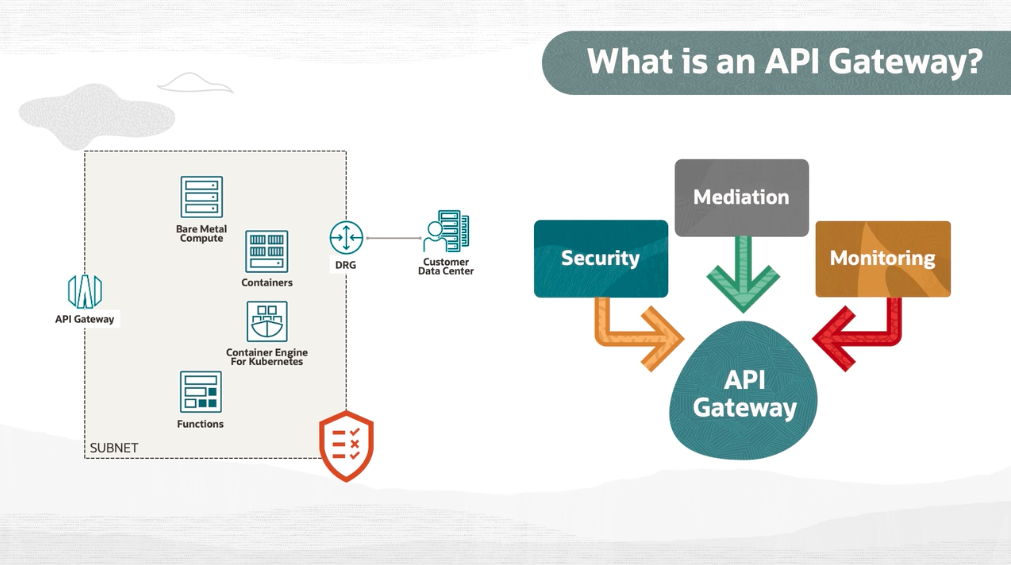 What is an API Gateway?
Bare Metal
Compute
Containers
DRG
Customer
Data Center
API Gateway
Container Engine
For Kubernetes
Functions
SUBNET
Mediation
Security
Monitoring
API
Gateway